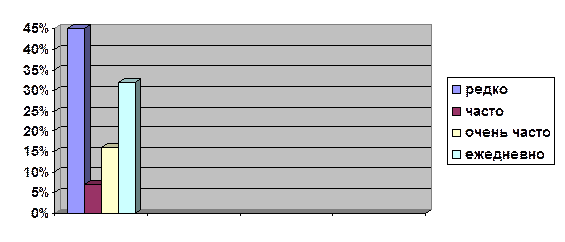 45%
40%
35%
30%
25%
20%
15%
10%
5%
0%
редко
часто
очень часто
ежедневно